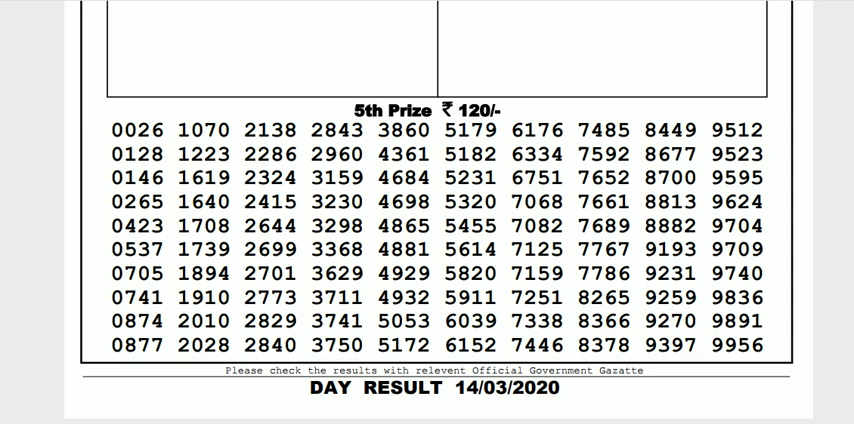 5th Prize ₹ 120/-
0026 1070 2138 2843 3860 5179 6176 7485 8449 9512
0128 1223 2286 2960 4361 5182 6334 7592 8677 9523
0146 1619 2324 3159 4684 5231 6751 7652 8700 9595
0265 1640 2415 3230 4698 5320 7068 7661 8813 9624
0423 1708 2644 3298 4865 5455 7082 7689 8882 9704
0537 1739 2699 3368 4881 5614 7125 7767 9193 9709
0705 1894 2701 3629 4929 5820 7159 7786 9231 9740
0741 1910 2773 3711 4932 5911 7251 8265 9259 9836
0874 2010 2829 3741 5053 6039 7338 8366 9270 9891
0877 2028 2840 3750 5172 6152 7446 8378 9397 9956
Please check the results with relevent Official Government Gazatte
DAY RESULT 14/03/2020